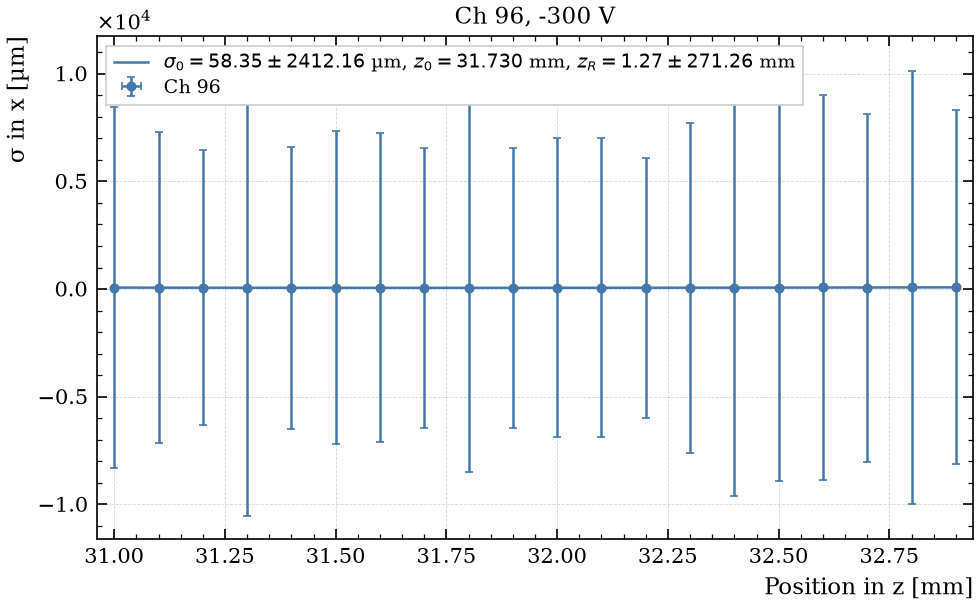 Ch 96, -300 V
×10⁴
σ in x [µm]
σ₀ = 58.35 ± 2412.16 µm, z₀ = 31.730 mm, z_R = 1.27 ± 271.26 mm
Ch 96
1.0
0.5
0.0
−0.5
−1.0
31.00 31.25 31.50 31.75 32.00 32.25 32.50 32.75
Position in z [mm]